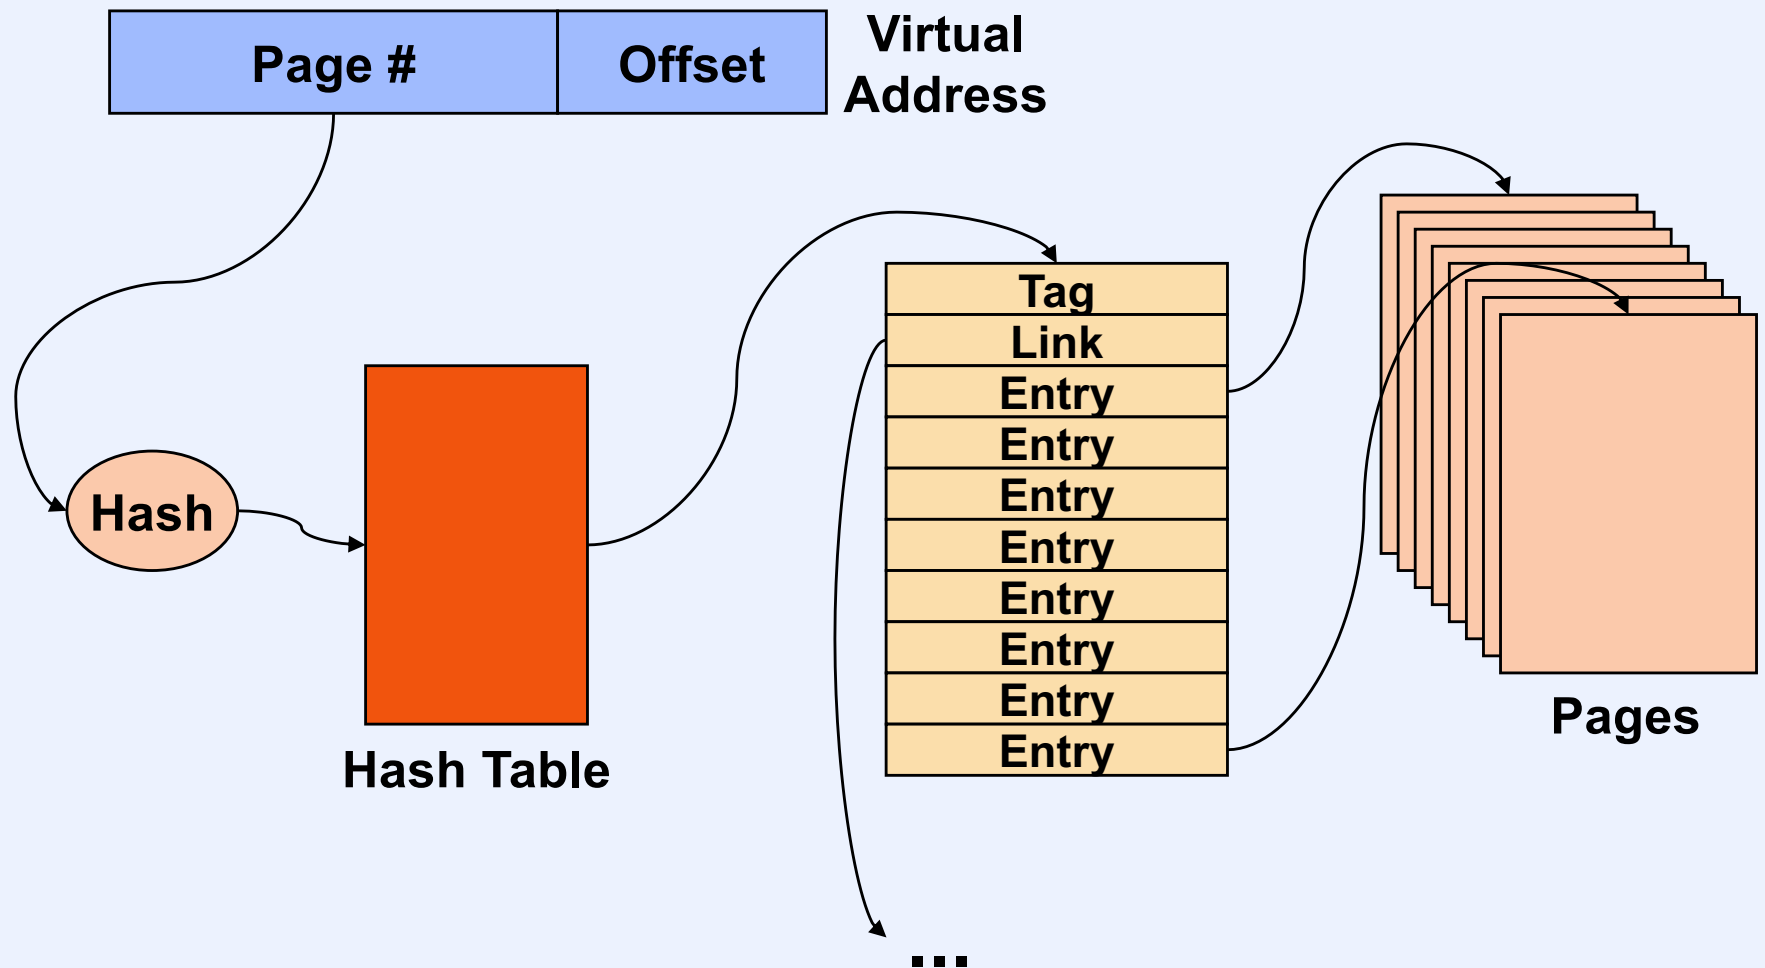 Page #
Offset
Virtual
Address
Hash
Hash Table
Tag
Link
Entry
Entry
Entry
Entry
Entry
Entry
Entry
Entry
Pages
...